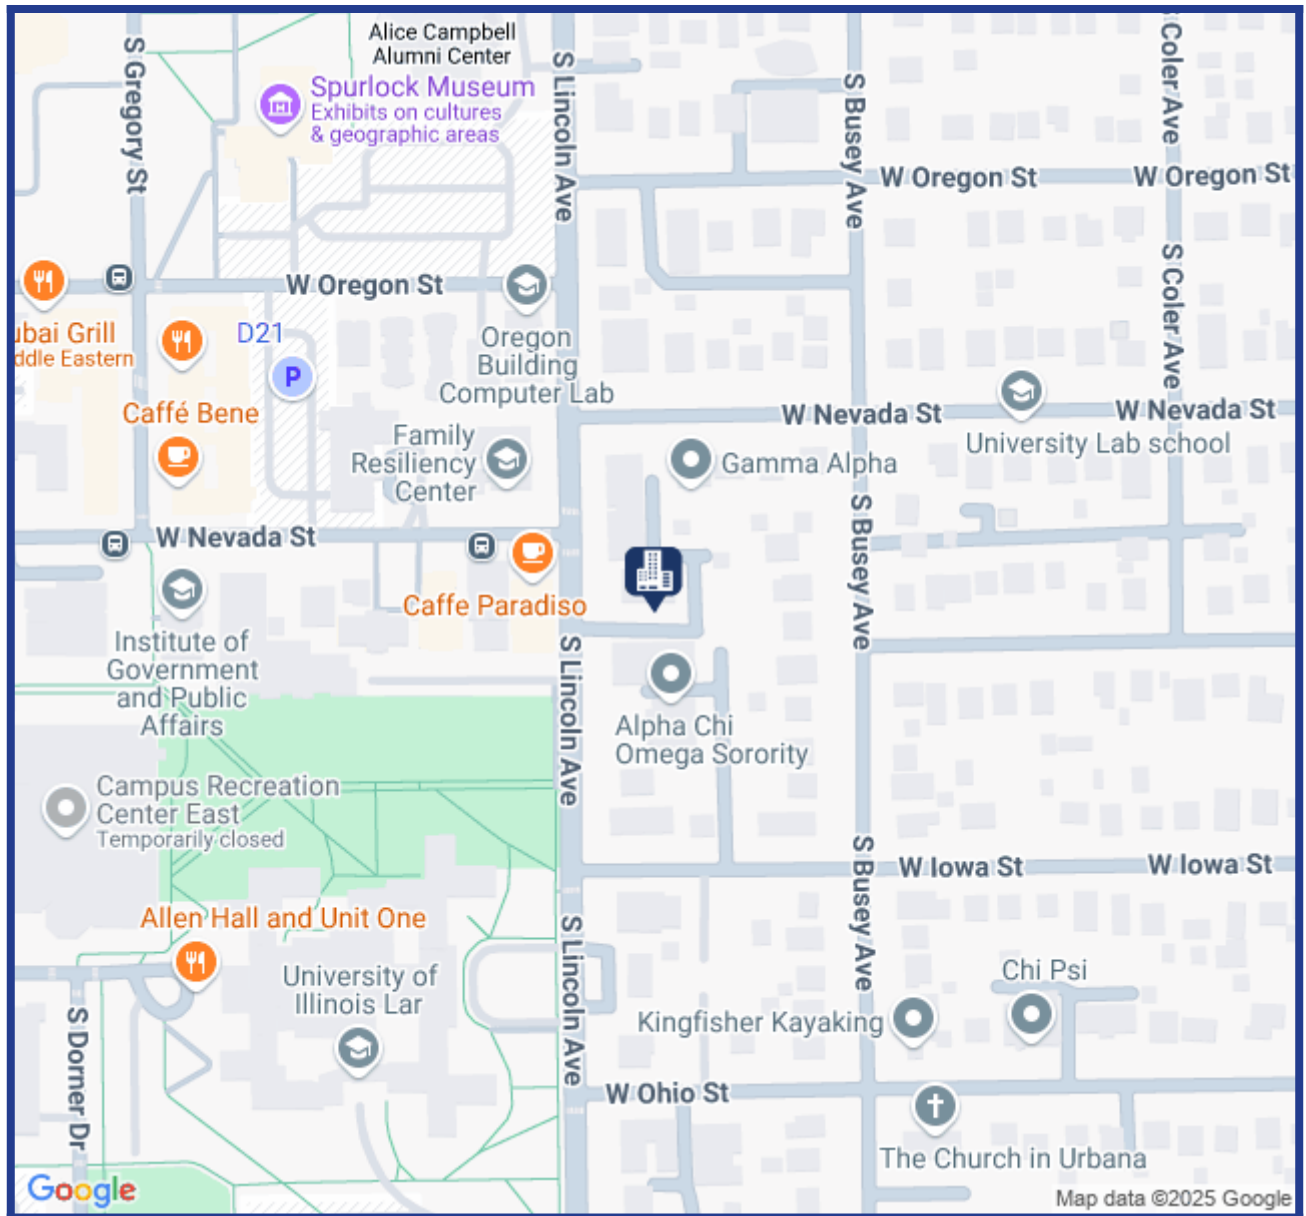 Alice Campbell
Alumni Center
S Gregory St
S Lincoln Ave
S Busey Ave
S Coler Ave
Spurlock Museum
Exhibits on cultures
& geographic areas
W Oregon St
W Oregon St
W Oregon St
S Coler Ave
ubai Grill
ddle Eastern
D21
P
Oregon
Building
Computer Lab
Caffé Bene
W Nevada St
W Nevada St
University Lab school
Family
Resiliency
Center
Gamma Alpha
W Nevada St
S Busey Ave
Caffe Paradiso
Institute of
Government
and Public
Affairs
S Lincoln Ave
Alpha Chi
Omega Sorority
Campus Recreation
Center East
Temporarily closed
W Iowa St
W Iowa St
S Busey Ave
Allen Hall and Unit One
S Lincoln Ave
University of
Illinois Lar
Chi Psi
Kingfisher Kayaking
S Dorner Dr
W Ohio St
The Church in Urbana
Google
Map data ©2025 Google